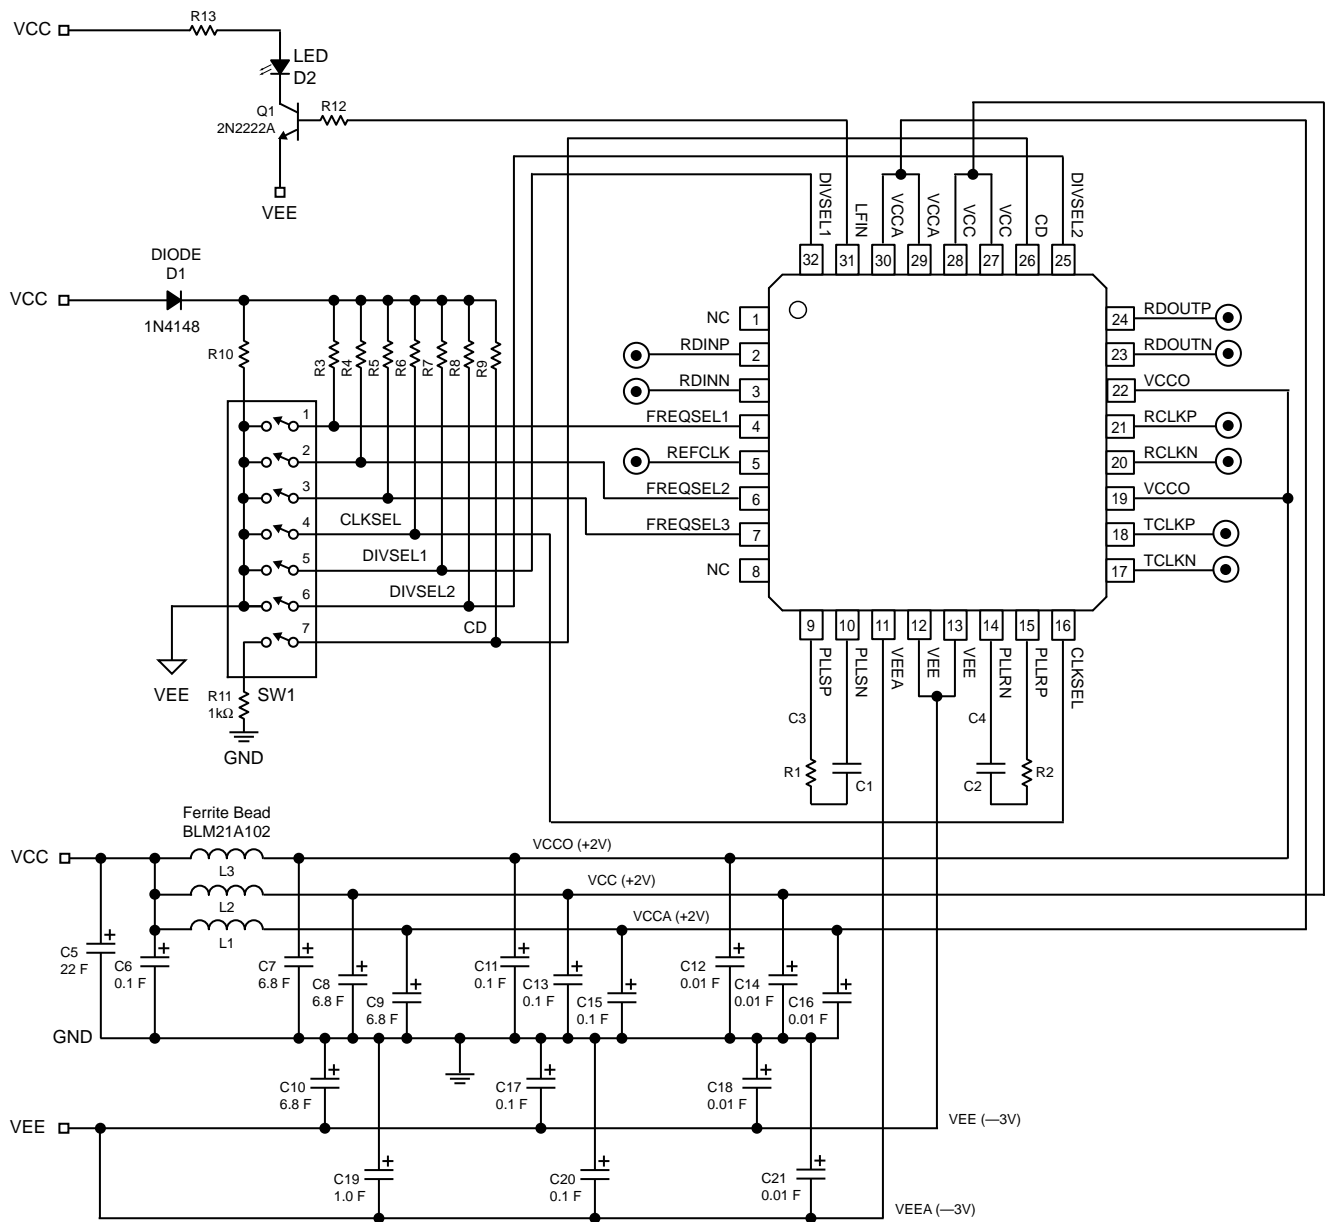 VCC
R13
LED
D2
Q1
2N2222A
R12
VEE
DIODE
D1
VCC
1N4148
R10
R3
R4
R5
R6
R7
R8
R9
1
2
3
4
5
6
7
CLKSEL
DIVSEL1
DIVSEL2
CD
VEE
SW1
R11
1kΩ
GND
DIVSEL1
LFIN
VCCA
VCCA
VCC
VCC
CD
DIVSEL2
32
31
30
29
28
27
26
25
NC
1
RDINP
2
RDINN
3
FREQSEL1
4
REFCLK
5
FREQSEL2
6
FREQSEL3
7
NC
8
24
RDOUTP
23
RDOUTN
22
VCCO
21
RCLKP
20
RCLKN
19
VCCO
18
TCLKP
17
TCLKN
9
10
11
12
13
14
15
16
PLLSP
PLLSN
VEEA
VEE
VEE
PLLRN
PLLRP
CLKSEL
C3
C4
R1
C1
C2
R2
Ferrite Bead
BLM21A102
VCC
L3
VCCO (+2V)
L2
VCC (+2V)
L1
VCCA (+2V)
C5
22 F
C6
0.1 F
C7
6.8 F
C8
6.8 F
C9
6.8 F
C11
0.1 F
C13
0.1 F
C15
0.1 F
C12
0.01 F
C14
0.01 F
C16
0.01 F
GND
C10
6.8 F
C17
0.1 F
C18
0.01 F
VEE
VEE (—3V)
C19
1.0 F
C20
0.1 F
C21
0.01 F
VEEA (—3V)